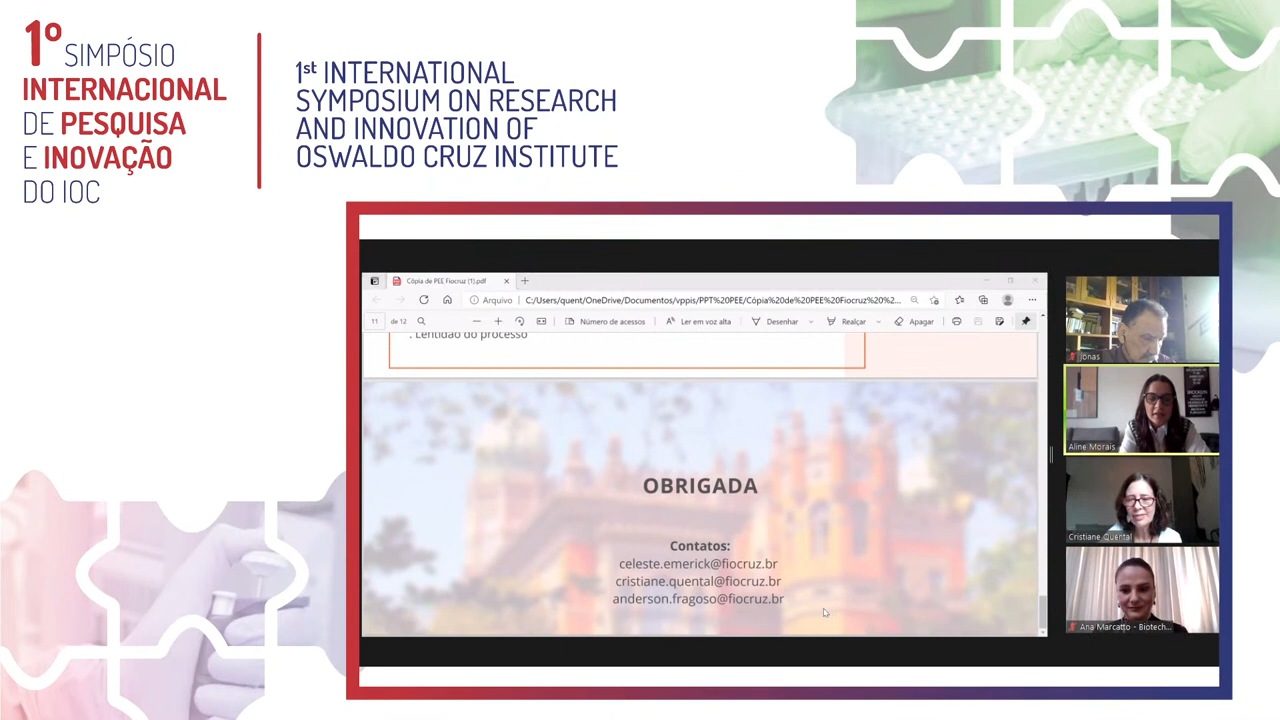 1º SIMPÓSIO
INTERNACIONAL
DE PESQUISA
E INOVAÇÃO
DO IOC
1st INTERNATIONAL
SYMPOSIUM ON RESEARCH
AND INNOVATION OF
OSWALDO CRUZ INSTITUTE
Cópia de PEE Fiocruz (1).pdf
Arquivo
C:/Users/quent/OneDrive/Documentos/vppis/PPT%20PEE/Cópia%20de%20PEE%20Fiocruz%20%2...
11 de 12
Número de acessos
Ler em voz alta
Desenhar
Realçar
Apagar
. Lentidão do processo
OBRIGADA
Contatos:
celeste.emerick@fiocruz.br
cristiane.quental@fiocruz.br
anderson.fragoso@fiocruz.br
Jonas
Aline Morais
Cristiane Quental
Ana Marcatto - Biotech...